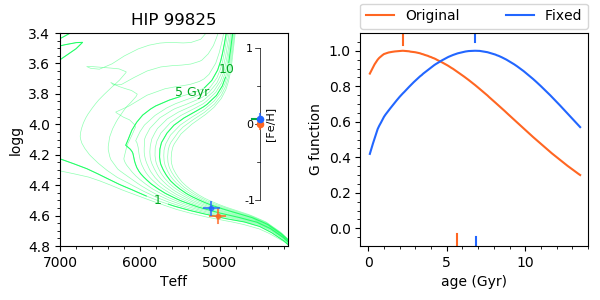 HIP 99825
Original Fixed
3.4
3.6
3.8
4.0
4.2
4.4
4.6
4.8
logg
7000 6000 5000
Teff
10
5 Gyr
1
1
0
-1
[Fe/H]
1.0
0.8
0.6
0.4
0.2
0.0
G function
0 5 10
age (Gyr)